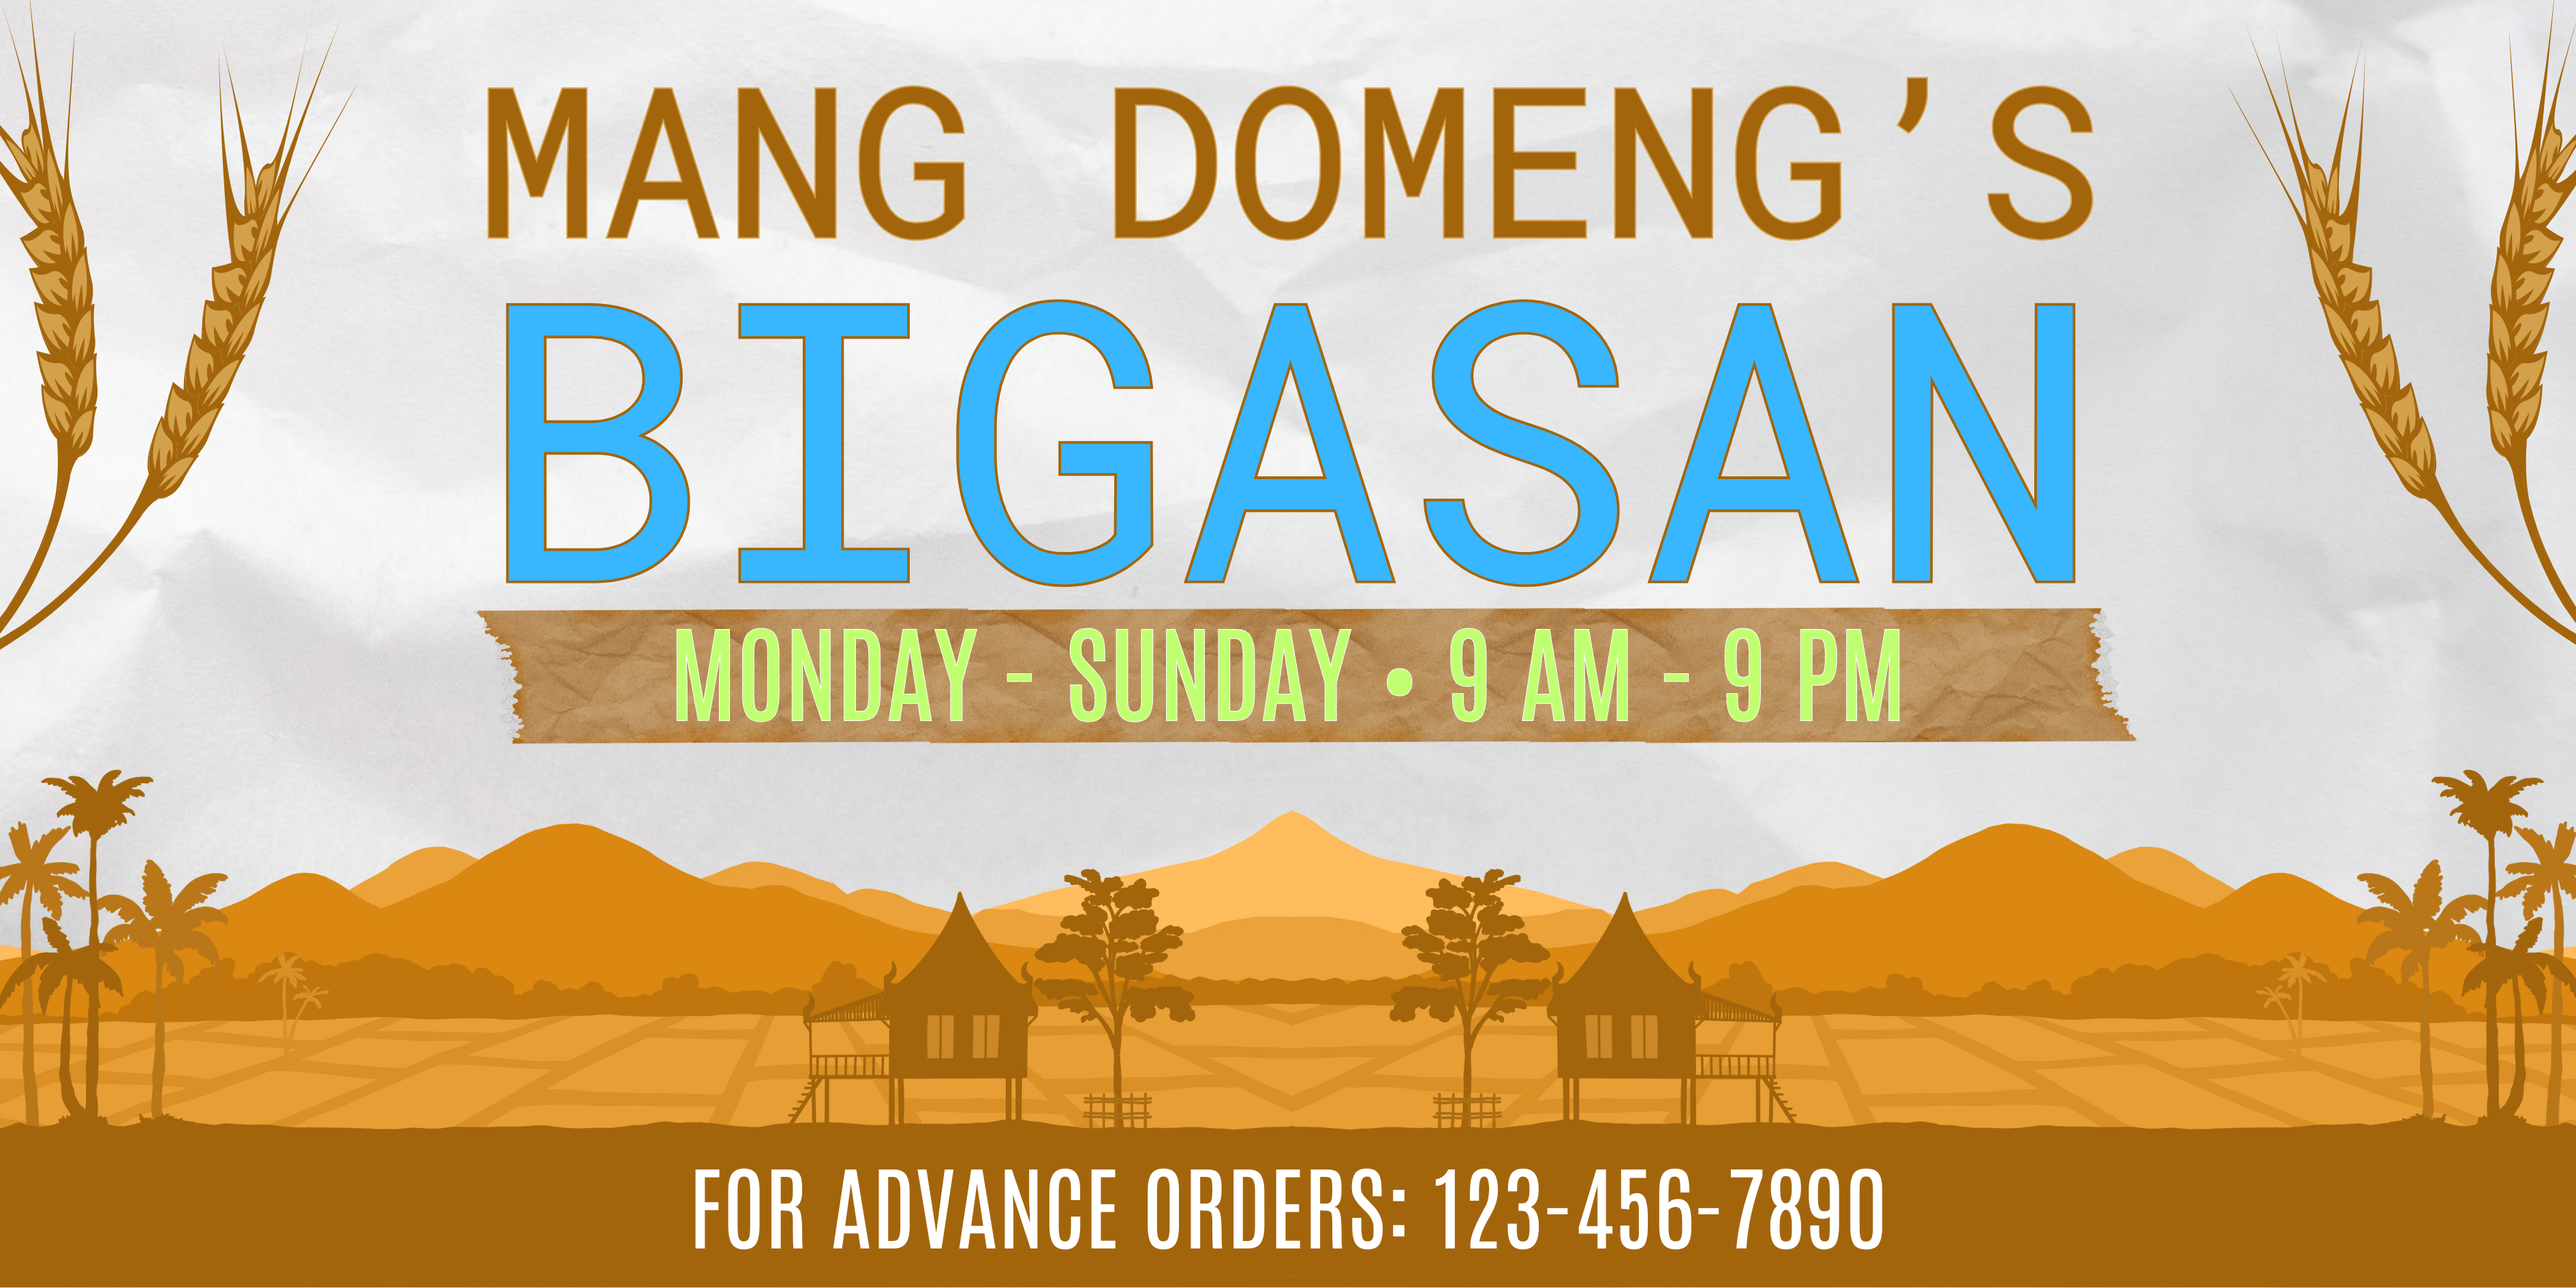 MANG DOMENG'S
BIGASAN
MONDAY - SUNDAY • 9 AM - 9 PM
FOR ADVANCE ORDERS: 123-456-7890